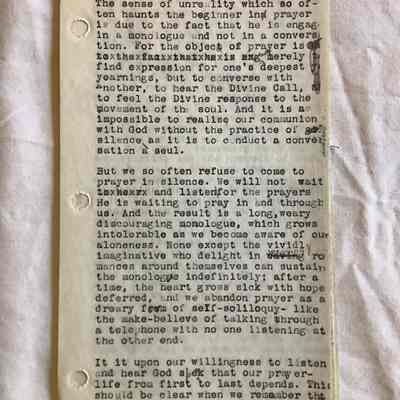 The sense of unreality which so of-
ten haunts the beginner in prayer
is due to the fact that he is engag
in a monologue and not in a convers
tion. For the object of prayer is
merely
find expression for one's deepest
yearnings, but to converse with
Another, to hear the Divine Call,
to feel the Divine response to the
movement of the soul. And it is as
impossible to realise our communion
with God without the practice of
silence as it is to conduct a conver
sation a seul.
But we so often refuse to come to
prayer in silence. We will not wait
and listen for the prayers
He is waiting to pray in and through
us. And the result is a long, weary
discouraging monologue, which grows
intolerable as we become aware of our
aloneness. None except the vividl
imaginative who delight in weaving ro
mances around themselves can sustain
the monologue indefinitely: after a
time, the heart grows sick with hope
deferred, and we abandon prayer as a
dreary form of self-soliloquy- like
the make-believe of talking through
a telephone with no one listening at
the other end.
It it upon our willingness to listen
and hear God that our prayer-
life from first to last depends. This
should be clear when we remember tha